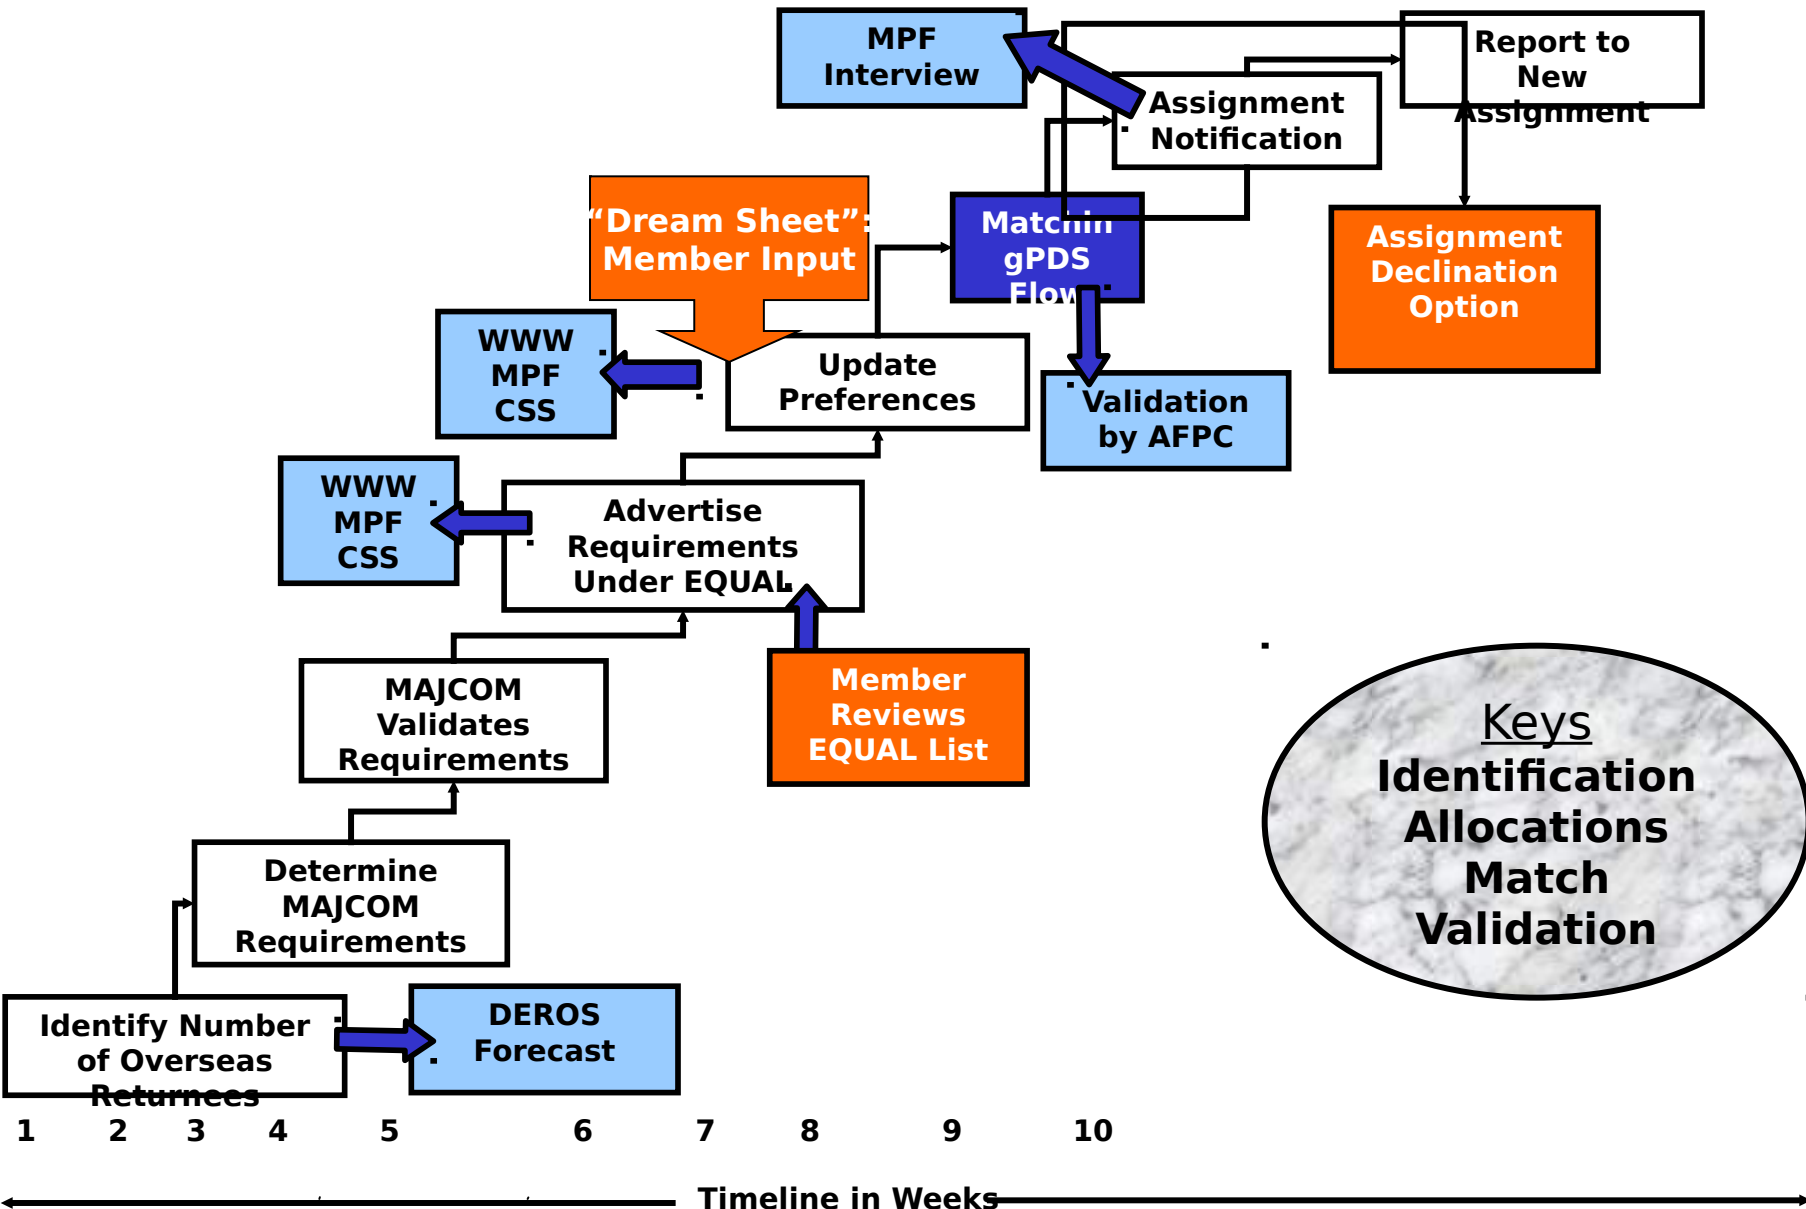 MPF
Interview
Report to
New
Assignment
Assignment
Notification
“Dream Sheet”:
Member Input
Matchin
gPDS
Flow
Assignment
Declination
Option
WWW
MPF
CSS
Update
Preferences
Validation
by AFPC
WWW
MPF
CSS
Advertise
Requirements
Under EQUAL
MAJCOM
Validates
Requirements
Member
Reviews
EQUAL List
Keys
Identification
Allocations
Match
Validation
Determine
MAJCOM
Requirements
Identify Number
of Overseas
Returnees
DEROS
Forecast
1 2 3 4 5 6 7 8 9 10
Timeline in Weeks